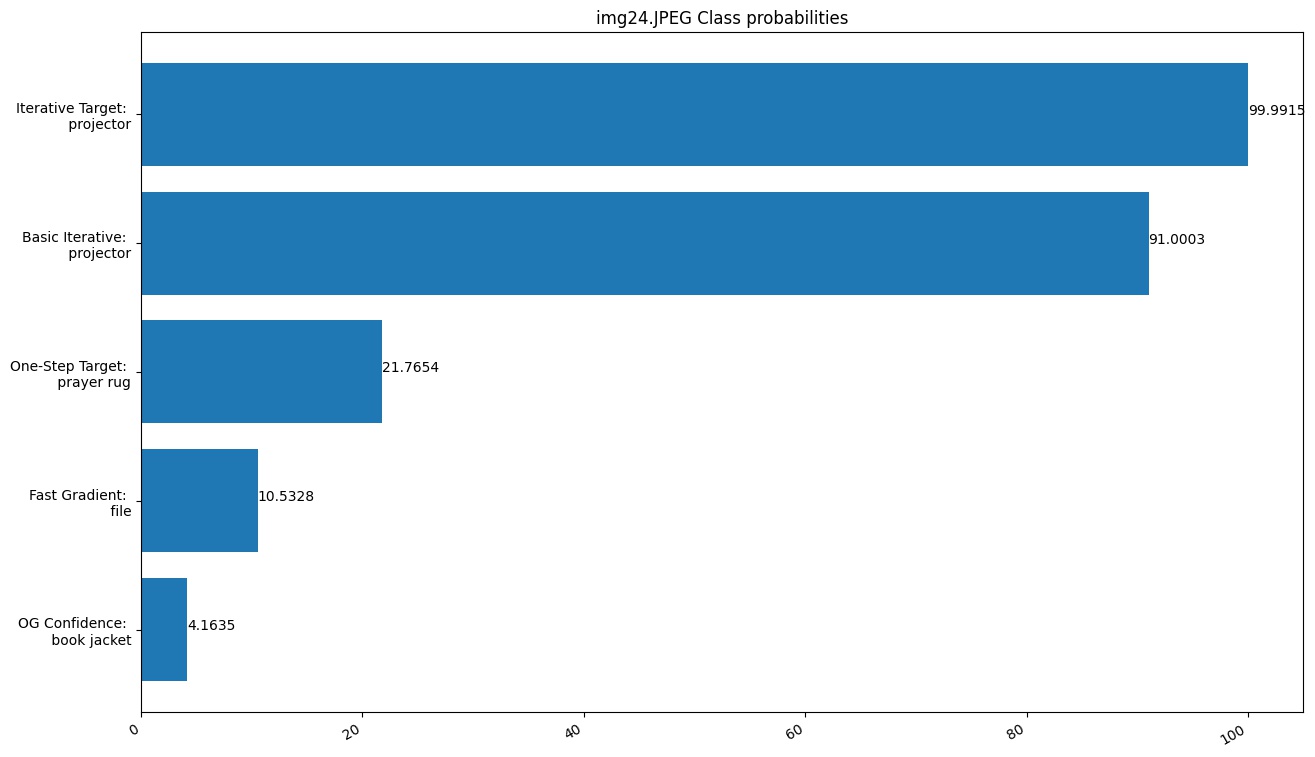 img24.JPEG Class probabilities
Iterative Target:
projector
99.9915
Basic Iterative:
projector
91.0003
One-Step Target:
prayer rug
21.7654
Fast Gradient:
file
10.5328
OG Confidence:
book jacket
4.1635
0 20 40 60 80 100